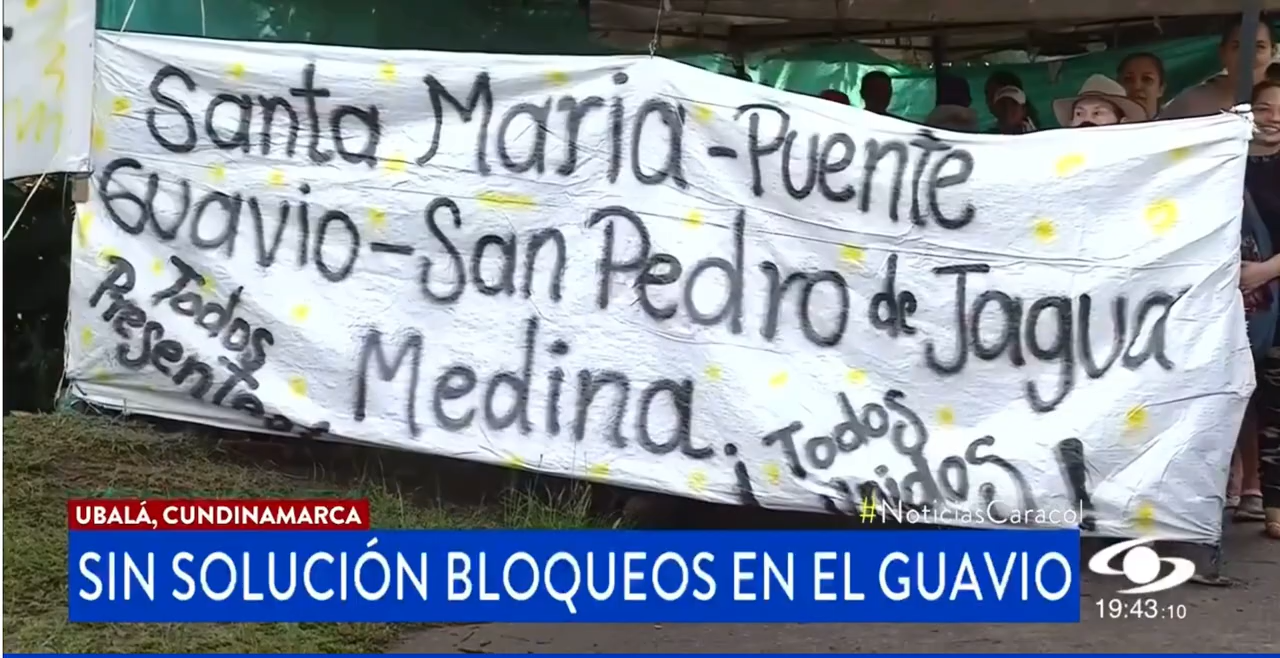 Santa Maria - Puente
Guavio - San Pedro de Jagua
Medina.
Todos
Presentes
¡Todos
unidos!
UBALÁ, CUNDINAMARCA
#NoticiasCaracol
SIN SOLUCIÓN BLOQUEOS EN EL GUAVIO
19:43:10